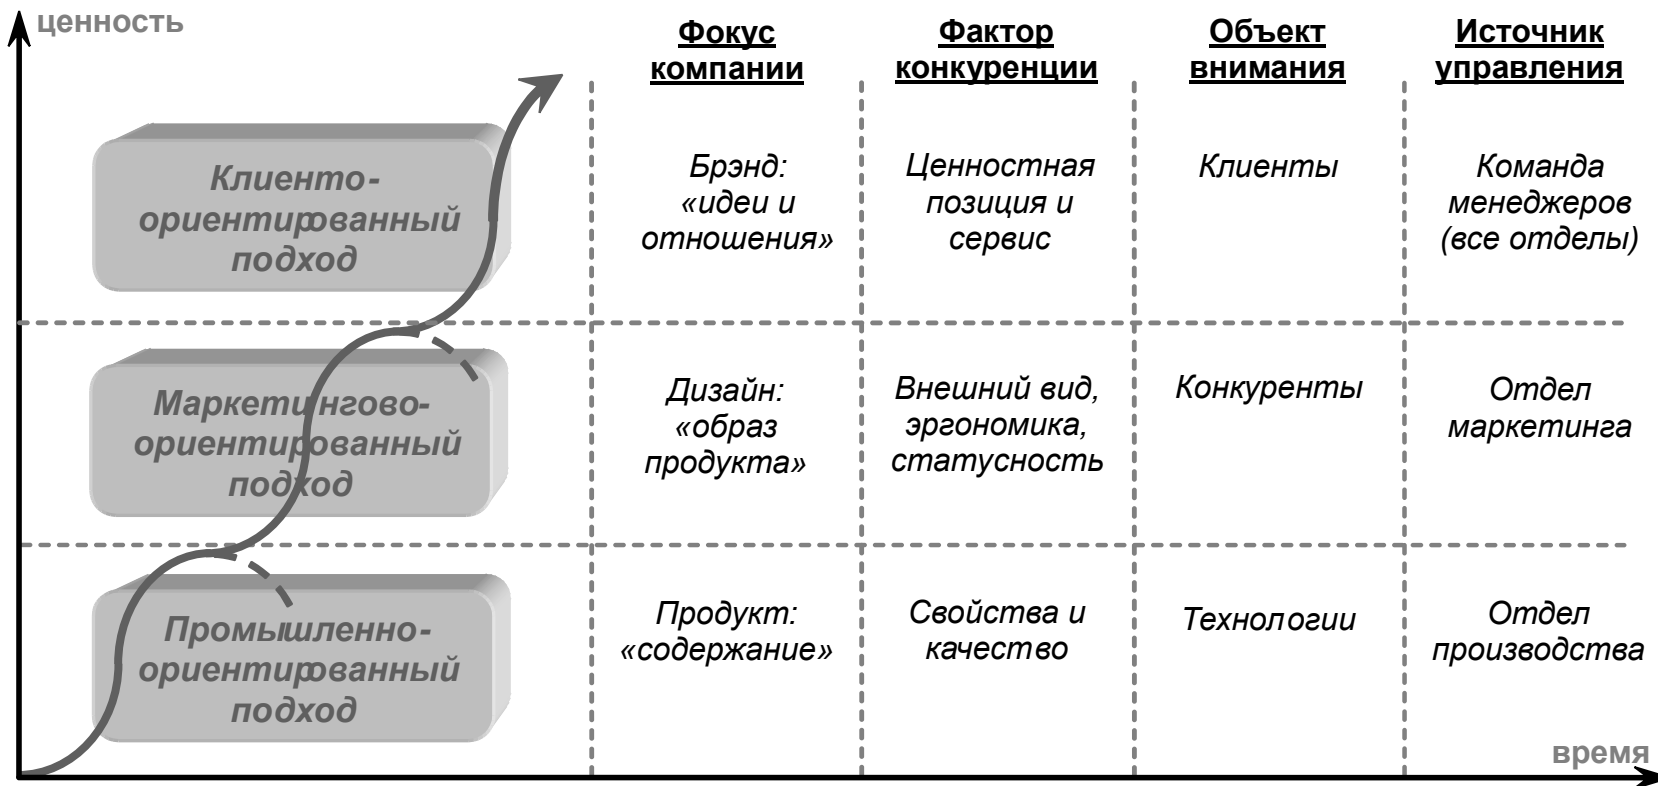 ценность
Фокус
компании
Фактор
конкуренции
Объект
внимания
Источник
управления
Клиенто-
ориентированный
подход
Брэнд:
«идеи и
отношения»
Ценностная
позиция и
сервис
Клиенты
Команда
менеджеров
(все отделы)
Маркетингово-
ориентированный
подход
Дизайн:
«образ
продукта»
Внешний вид,
эргономика,
статусность
Конкуренты
Отдел
маркетинга
Промышленно-
ориентированный
подход
Продукт:
«содержание»
Свойства и
качество
Технологии
Отдел
производства
время